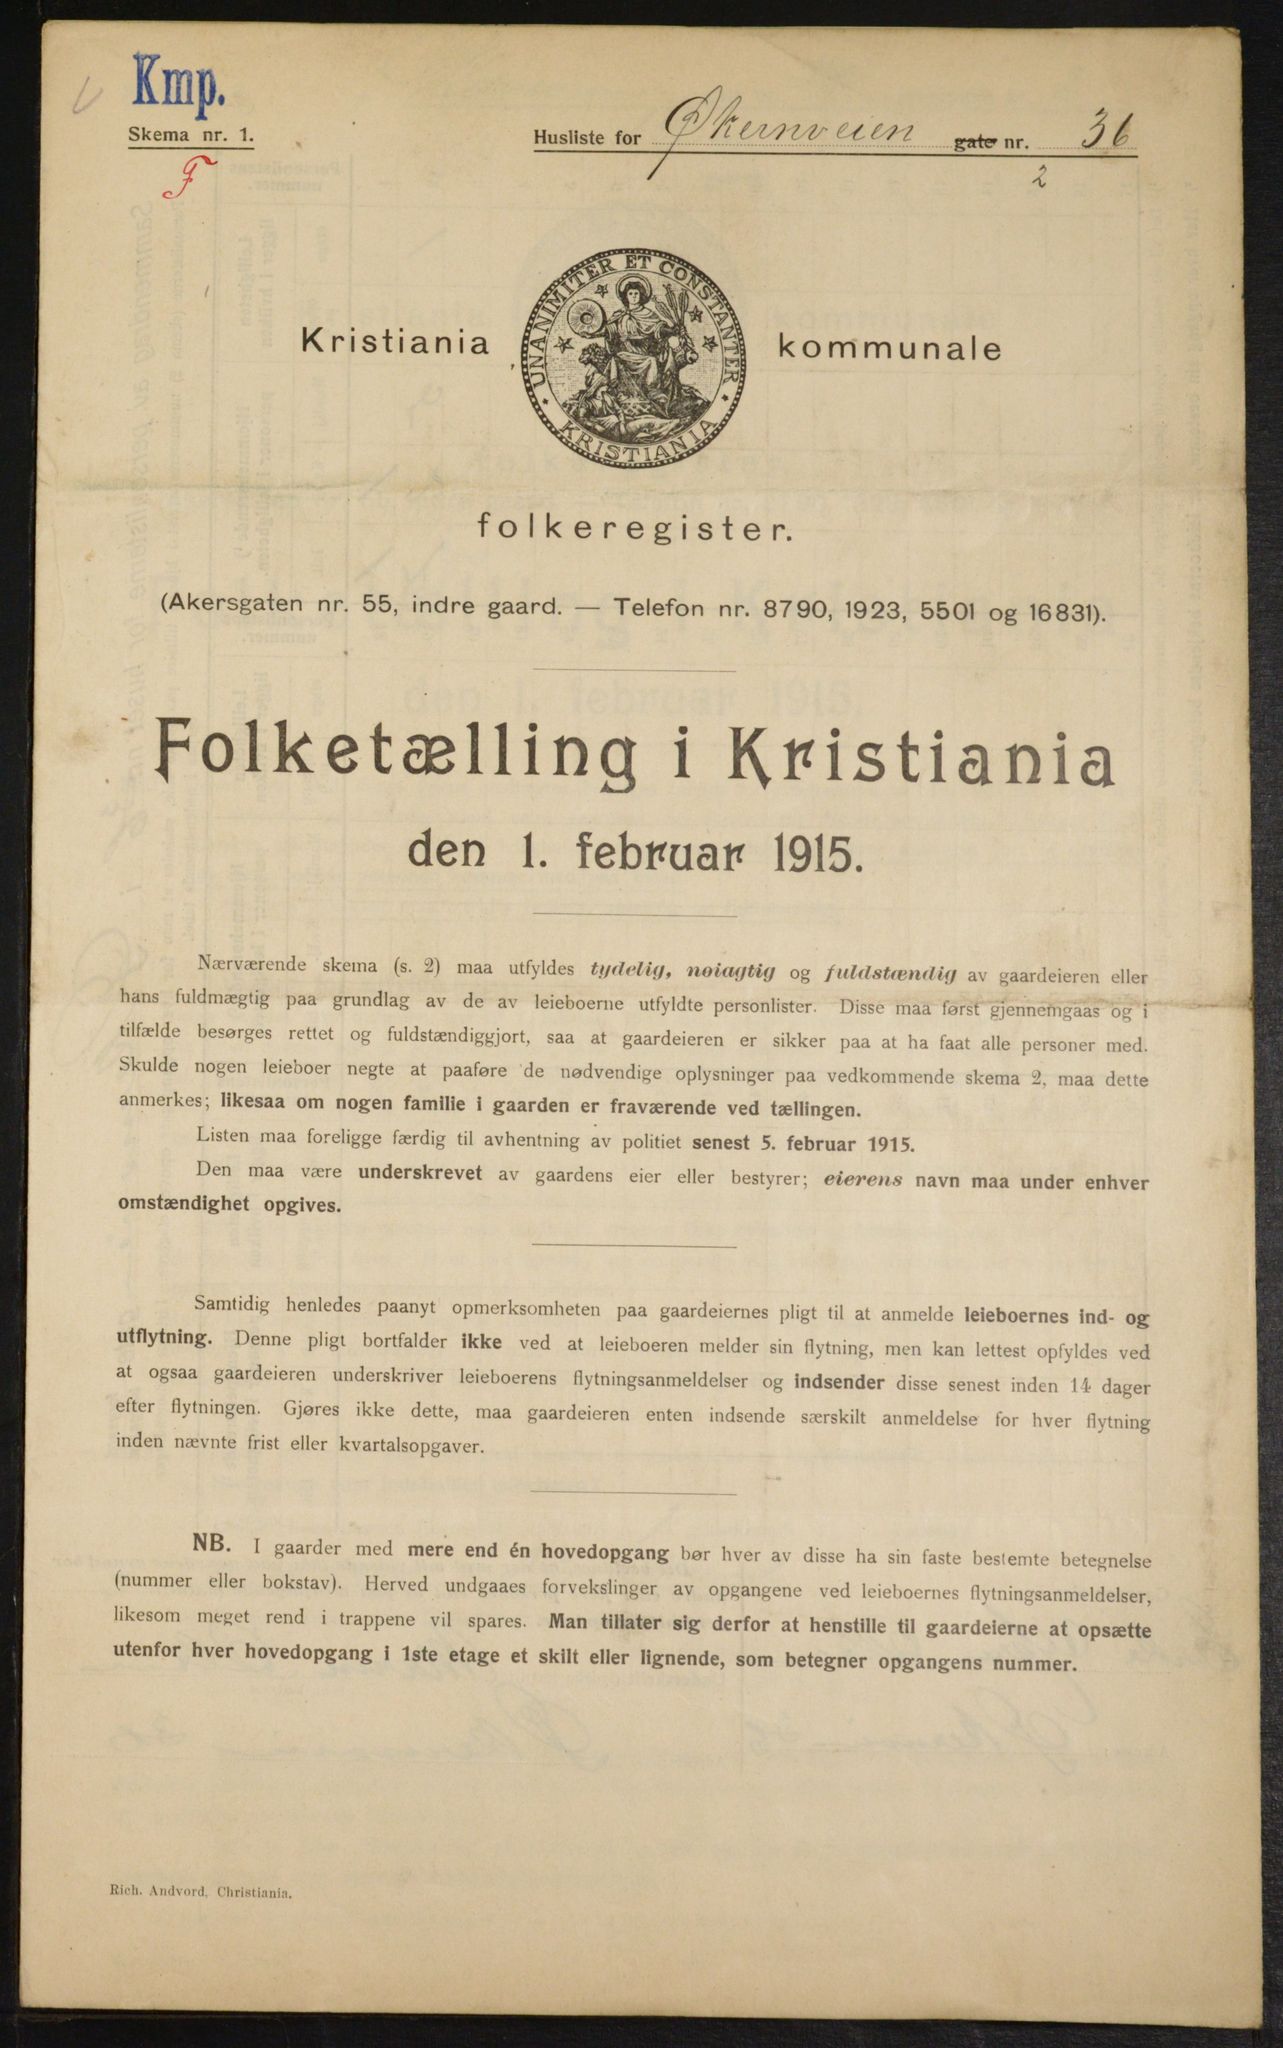 Kmp.
Skema nr. 1.
F
Husliste for Økernveien gate nr. 36
2
UNANIMITER ET CONSTANTER
KRISTIANIA
Kristiania kommunale
folkeregister.
(Akersgaten nr. 55, indre gaard. — Telefon nr. 8790, 1923, 5501 og 16831).
Folketælling i Kristiania
den 1. februar 1915.
Nærværende skema (s. 2) maa utfyldes tydelig, nøiagtig og fuldstændig av gaardeieren eller
hans fuldmægtig paa grundlag av de av leieboerne utfyldte personlister. Disse maa først gjennemgaas og i
tilfælde besørges rettet og fuldstændiggjort, saa at gaardeieren er sikker paa at ha faat alle personer med.
Skulde nogen leieboer negte at paaføre de nødvendige oplysninger paa vedkommende skema 2, maa dette
anmerkes; likesaa om nogen familie i gaarden er fraværende ved tællingen.
Listen maa foreligge færdig til avhentning av politiet senest 5. februar 1915.
Den maa være underskrevet av gaardens eier eller bestyrer; eierens navn maa under enhver
omstændighet opgives.
Samtidig henledes paanyt opmerksomheten paa gaardeiernes pligt til at anmelde leieboernes ind- og
utflytning. Denne pligt bortfalder ikke ved at leieboeren melder sin flytning, men kan lettest opfyldes ved
at ogsaa gaardeieren underskriver leieboerens flytningsanmeldelser og indsender disse senest inden 14 dager
efter flytningen. Gjøres ikke dette, maa gaardeieren enten indsende særskilt anmeldelse for hver flytning
inden nævnte frist eller kvartalsopgaver.
NB. I gaarder med mere end én hovedopgang bør hver av disse ha sin faste bestemte betegnelse
(nummer eller bokstav). Herved undgaaes forvekslinger av opgangene ved leieboernes flytningsanmeldelser,
likesom meget rend i trappene vil spares. Man tillater sig derfor at henstille til gaardeierne at opsætte
utenfor hver hovedopgang i 1ste etage et skilt eller lignende, som betegner opgangens nummer.
Rich. Andvord, Christiania.